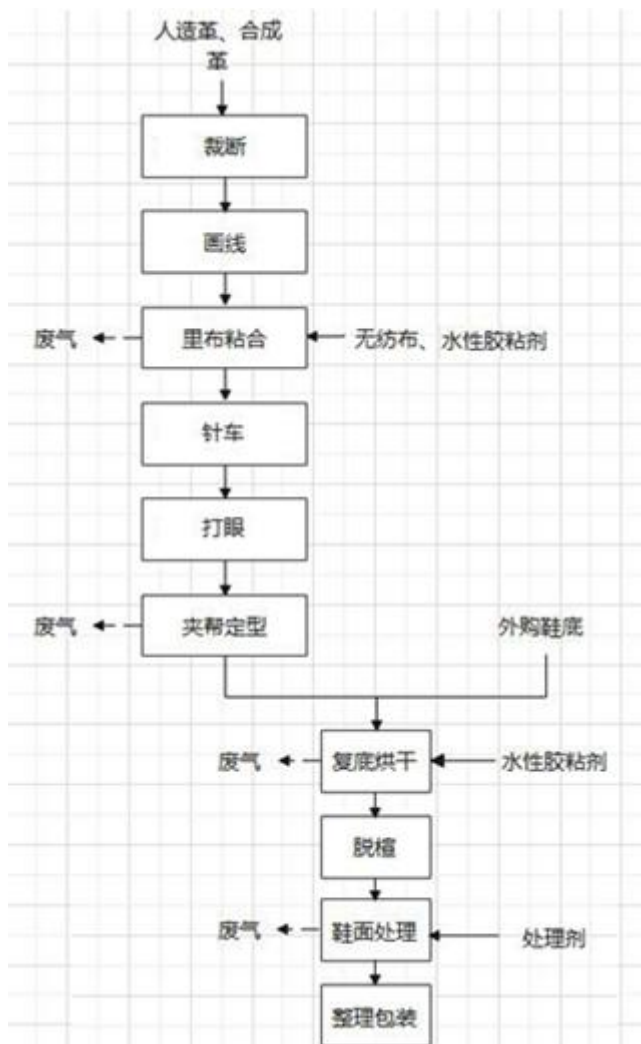 人造革、合成
革
裁断
画线
废气
里布粘合
无纺布、水性胶粘剂
针车
打眼
废气
夹帮定型
外购鞋底
废气
复底烘干
水性胶粘剂
脱楦
废气
鞋面处理
处理剂
整理包装